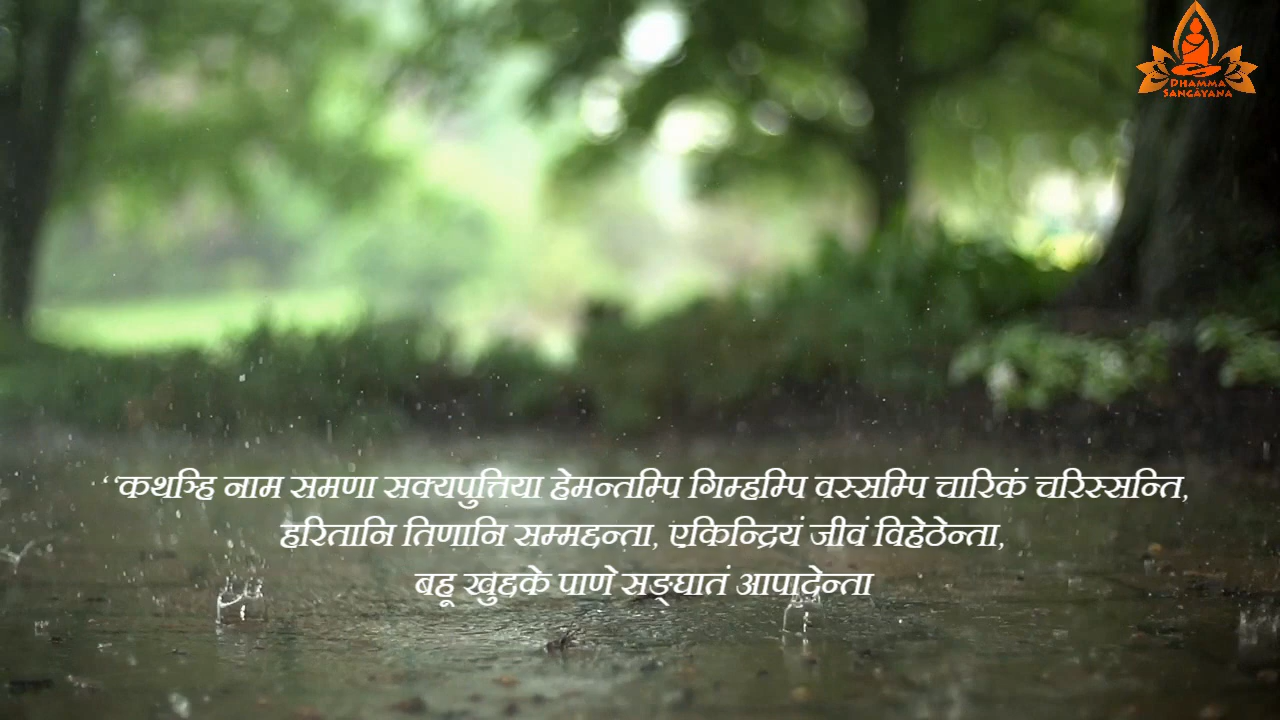 DHAMMA
SANGAYANA
‘‘कथञ्हि नाम समणा सक्यपुत्तिया हेमन्तम्पि गिम्हम्पि वस्सम्पि चारिकं चरिस्सन्ति,
हरितानि तिणानि सम्मद्दन्ता, एकिन्द्रियं जीवं विहेठेन्ता,
बहू खुद्दके पाणे सङ्घातं आपादेन्ता